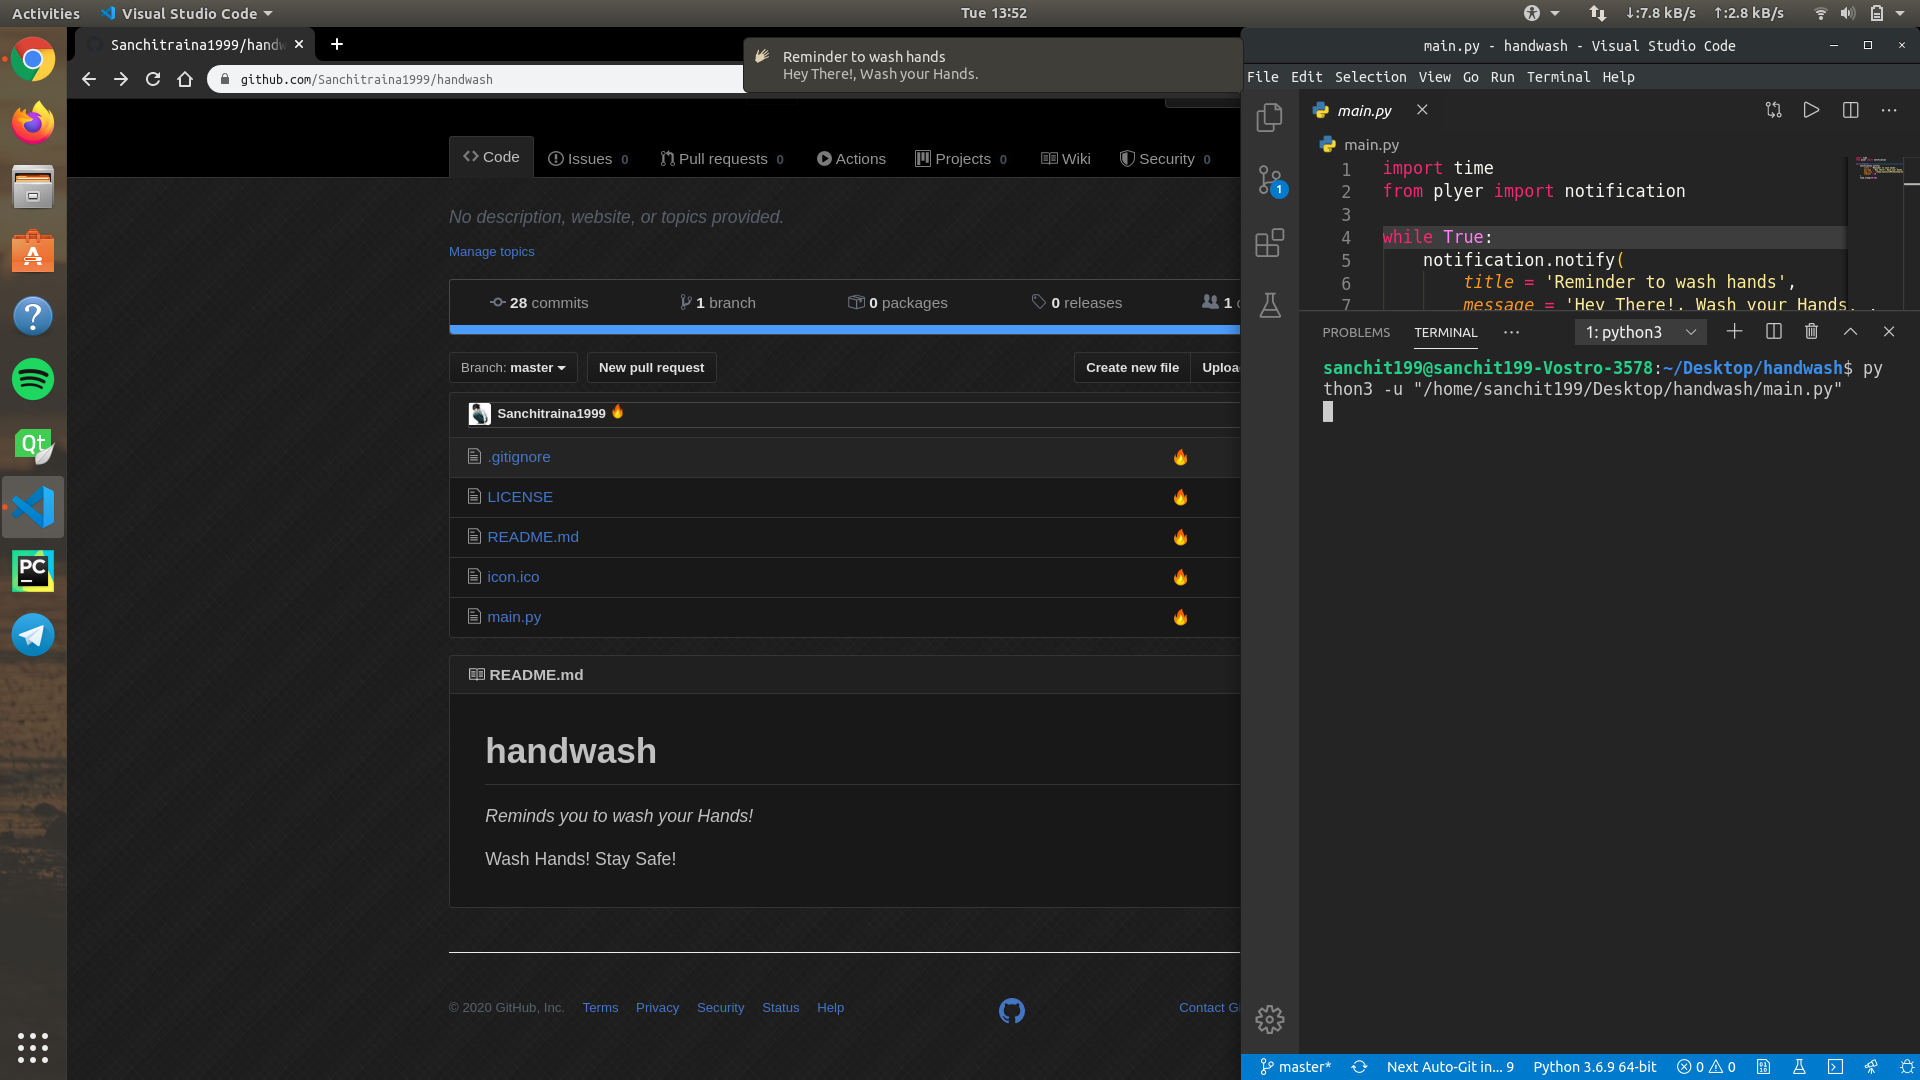 Activities
Visual Studio Code
Tue 13:52
↓:7.8 kB/s
↑:2.8 kB/s
Sanchitraina1999/handw
github.com/Sanchitraina1999/handwash
Reminder to wash hands
Hey There!, Wash your Hands.
Code
Issues 0
Pull requests 0
Actions
Projects 0
Wiki
Security 0
No description, website, or topics provided.
Manage topics
28 commits
1 branch
0 packages
0 releases
1 c
Branch: master
New pull request
Create new file
Uploa
Sanchitraina1999
.gitignore
LICENSE
README.md
icon.ico
main.py
README.md
handwash
Reminds you to wash your Hands!
Wash Hands! Stay Safe!
© 2020 GitHub, Inc.
Terms
Privacy
Security
Status
Help
Contact Gi
Qt
PC
main.py - handwash - Visual Studio Code
File Edit Selection View Go Run Terminal Help
main.py
main.py
1
1 import time
2 from plyer import notification
3
4 while True:
5 notification.notify(
6 title = 'Reminder to wash hands',
7 message = 'Hey There!, Wash your Hands.
PROBLEMS
TERMINAL
1: python3
sanchit199@sanchit199-Vostro-3578:~/Desktop/handwash$ py
thon3 -u "/home/sanchit199/Desktop/handwash/main.py"
master*
Next Auto-Git in... 9
Python 3.6.9 64-bit
0
0